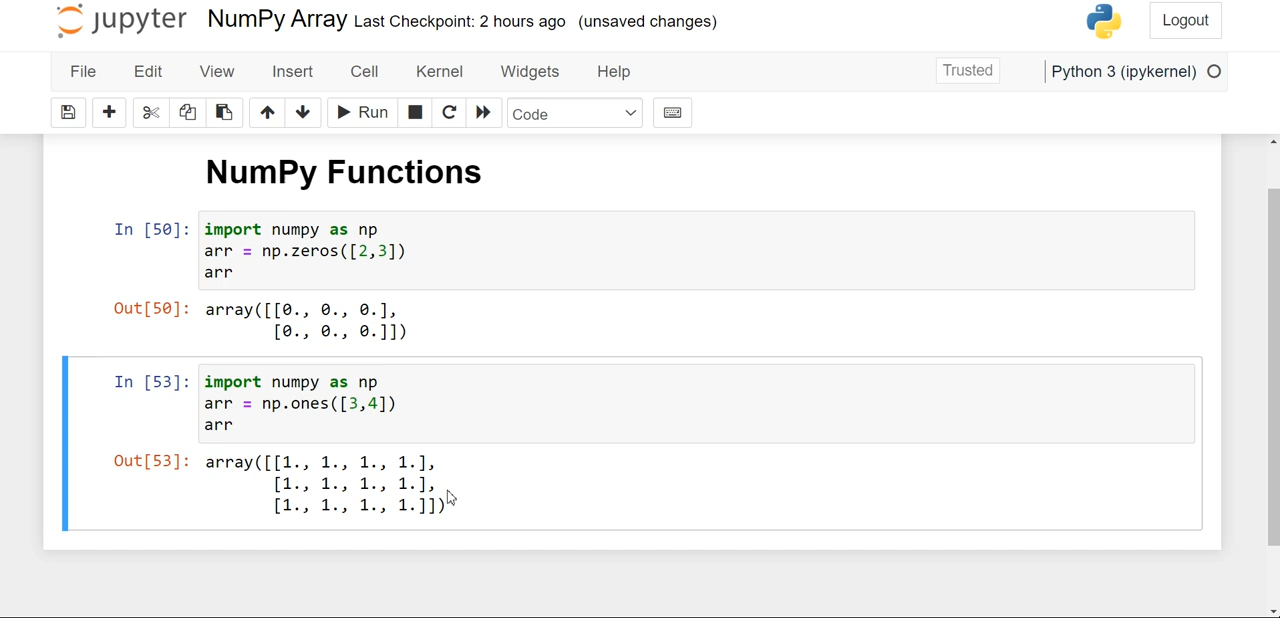 jupyter NumPy Array Last Checkpoint: 2 hours ago (unsaved changes) Logout
File Edit View Insert Cell Kernel Widgets Help Trusted Python 3 (ipykernel)
Run Code
NumPy Functions
In [50]: import numpy as np
arr = np.zeros([2,3])
arr
Out[50]: array([[0., 0., 0.],
[0., 0., 0.]])
In [53]: import numpy as np
arr = np.ones([3,4])
arr
Out[53]: array([[1., 1., 1., 1.],
[1., 1., 1., 1.],
[1., 1., 1., 1.]])